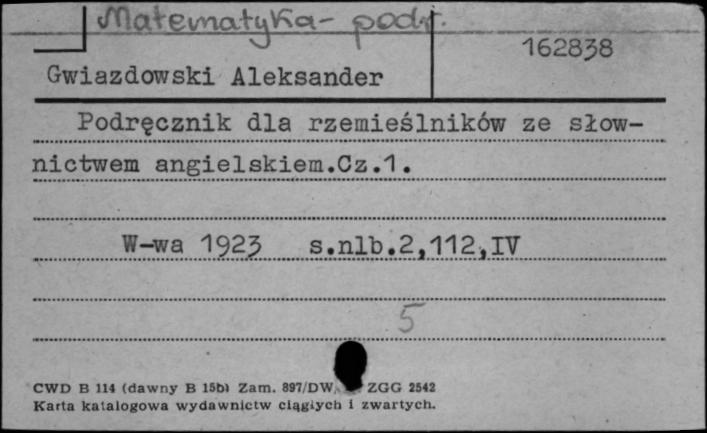 Matematyka - podr.
162838
Gwiazdowski Aleksander
Podręcznik dla rzemieślników ze słow-
nictwem angielskiem.Cz.1.
W-wa 1923 s.nlb.2,112,IV
5
CWD B 114 (dawny B 15b) Zam. 897/DW, ZGG 2542
Karta katalogowa wydawnictw ciągłych i zwartych.